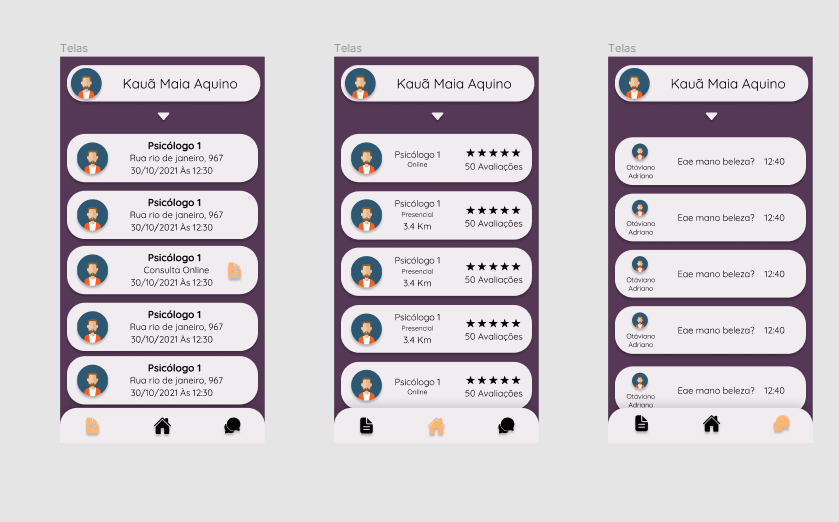 Telas
Kauã Maia Aquino
Psicólogo 1
Rua rio de janeiro, 967
30/10/2021 Às 12:30
Psicólogo 1
Rua rio de janeiro, 967
30/10/2021 Às 12:30
Psicólogo 1
Consulta Online
30/10/2021 Às 12:30
Psicólogo 1
Rua rio de janeiro, 967
30/10/2021 Às 12:30
Psicólogo 1
Rua rio de janeiro, 967
30/10/2021 Às 12:30
Telas
Kauã Maia Aquino
Psicólogo 1
Online
50 Avaliações
Psicólogo 1
Presencial
3.4 Km
50 Avaliações
Psicólogo 1
Presencial
3.4 Km
50 Avaliações
Psicólogo 1
Presencial
3.4 Km
50 Avaliações
Psicólogo 1
Online
50 Avaliações
Telas
Kauã Maia Aquino
Otáviano
Adriano
Eae mano beleza? 12:40
Otáviano
Adriano
Eae mano beleza? 12:40
Otáviano
Adriano
Eae mano beleza? 12:40
Otáviano
Adriano
Eae mano beleza? 12:40
Otáviano
Adriano
Eae mano beleza? 12:40